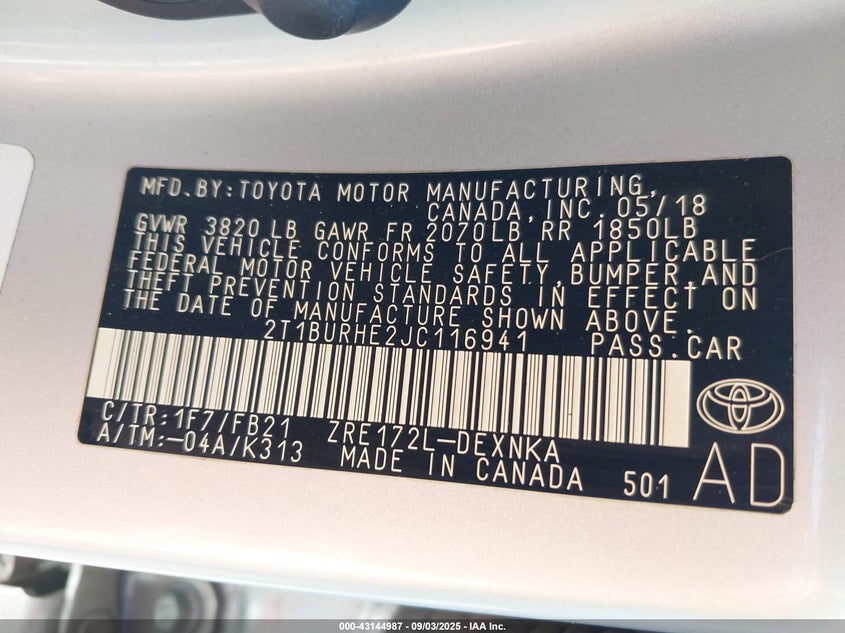 MFD. BY: TOYOTA MOTOR MANUFACTURING,
CANADA, INC. 05/18
GVWR 3820 LB GAWR FR 2070LB RR 1850LB
THIS VEHICLE CONFORMS TO ALL APPLICABLE
FEDERAL MOTOR VEHICLE SAFETY, BUMPER, AND
THEFT PREVENTION STANDARDS IN EFFECT ON
THE DATE OF MANUFACTURE SHOWN ABOVE.
2T1BURHE2JC116941 PASS. CAR
C/TR: 1F7/FB21 ZRE172L-DEXNKA
A/TM: -04A/K313 MADE IN CANADA 501 AD
000-43144987 - 09/03/2025 - IAA Inc.